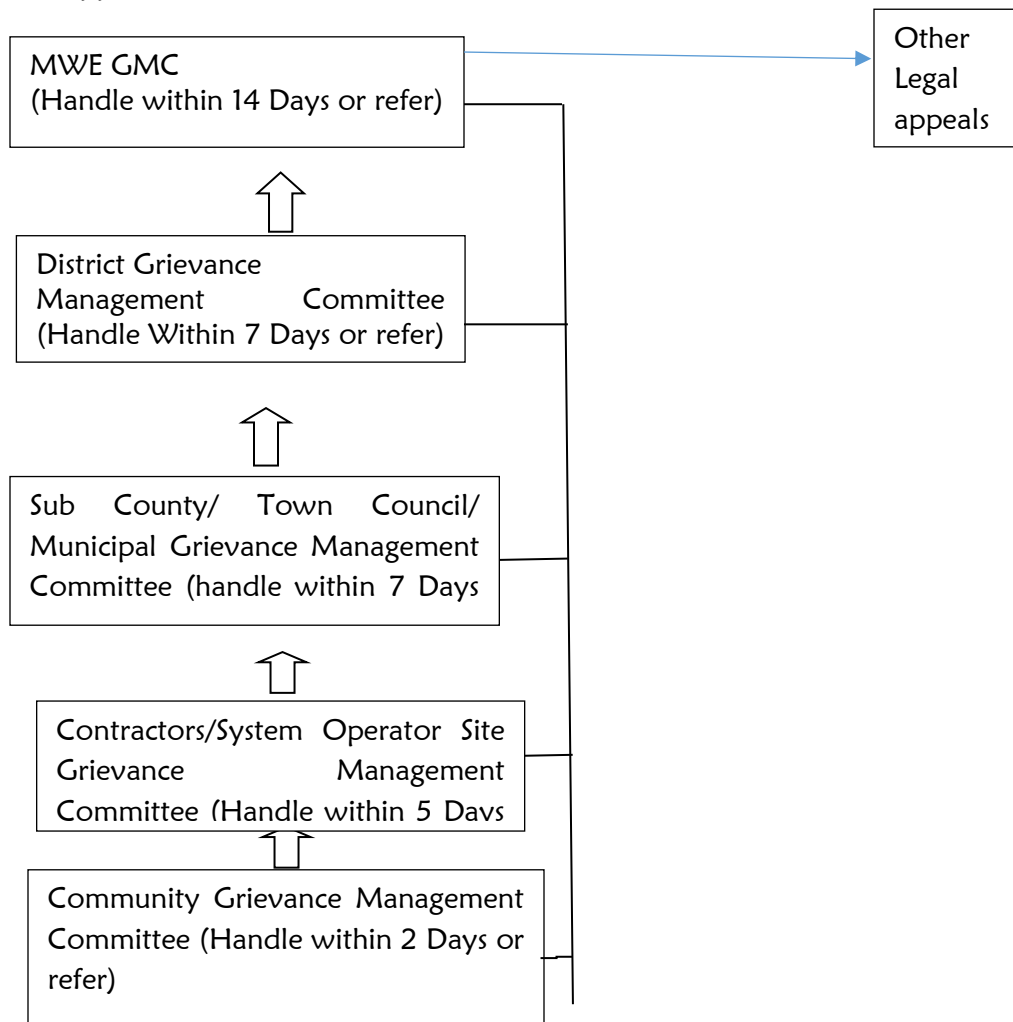 MWE GMC
(Handle within 14 Days or refer)
Other
Legal
appeals
District Grievance
Management Committee
(Handle Within 7 Days or refer)
Sub County/ Town Council/
Municipal Grievance Management
Committee (handle within 7 Days
Contractors/System Operator Site
Grievance Management
Committee (Handle within 5 Days
Community Grievance Management
Committee (Handle within 2 Days or
refer)